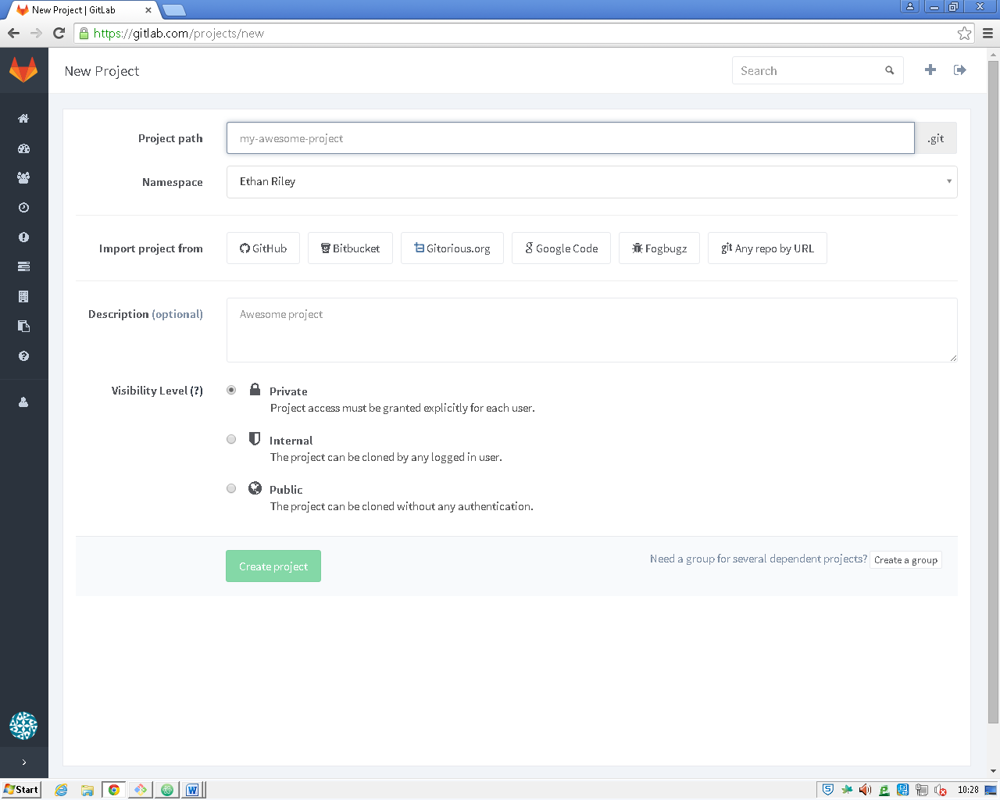 New Project | GitLab
https://gitlab.com/projects/new
New Project
Search
Project path
my-awesome-project
.git
Namespace
Ethan Riley
Import project from
GitHub
Bitbucket
Gitorious.org
Google Code
Fogbugz
git Any repo by URL
Description (optional)
Awesome project
Visibility Level (?)
Private
Project access must be granted explicitly for each user.
Internal
The project can be cloned by any logged in user.
Public
The project can be cloned without any authentication.
Create project
Need a group for several dependent projects?
Create a group
Start
10:28